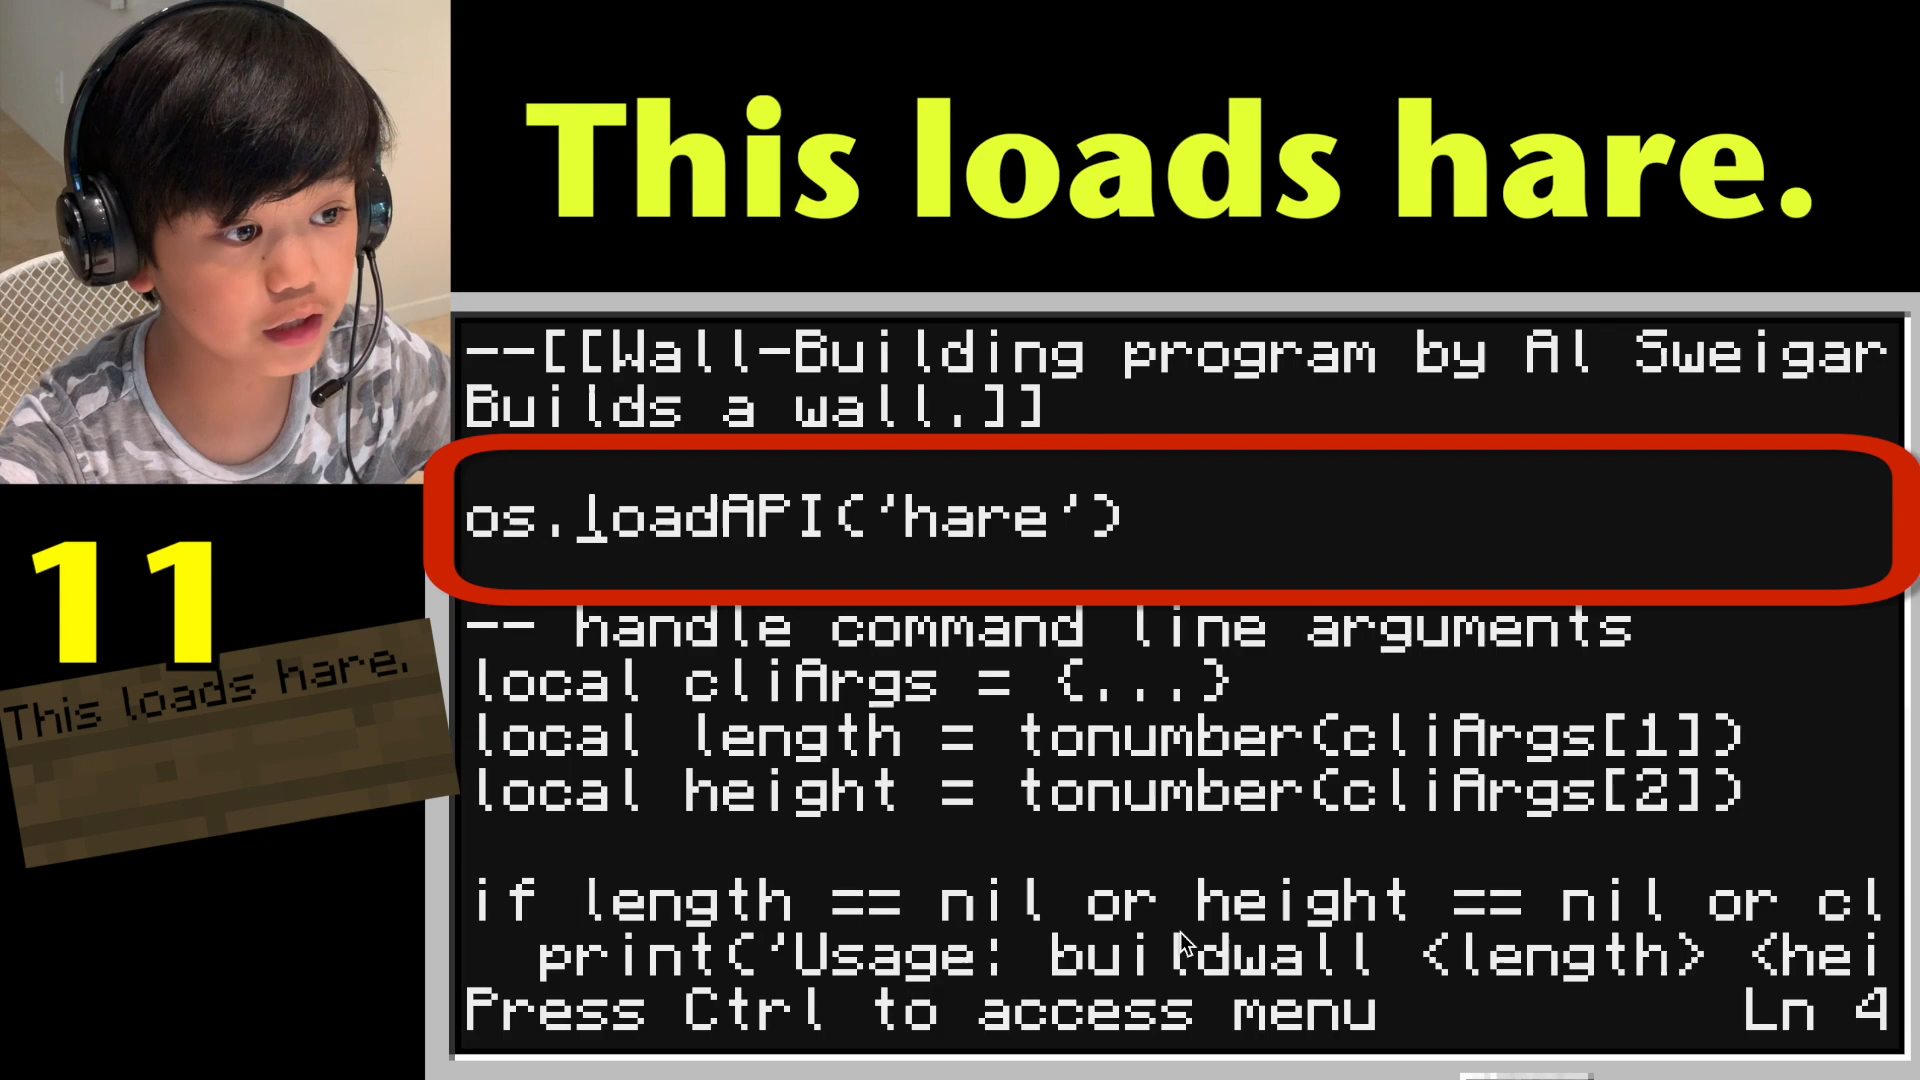 This loads hare.
--[[Wall-Building program by Al Sweigar
Builds a wall.]]
os.loadAPI('hare')
-- handle command line arguments
local cliArgs = {...}
local length = tonumber(cliArgs[1])
local height = tonumber(cliArgs[2])
if length == nil or height == nil or cl
print('Usage: buildwall <length> <hei
Press Ctrl to access menu Ln 4
11
This loads hare.